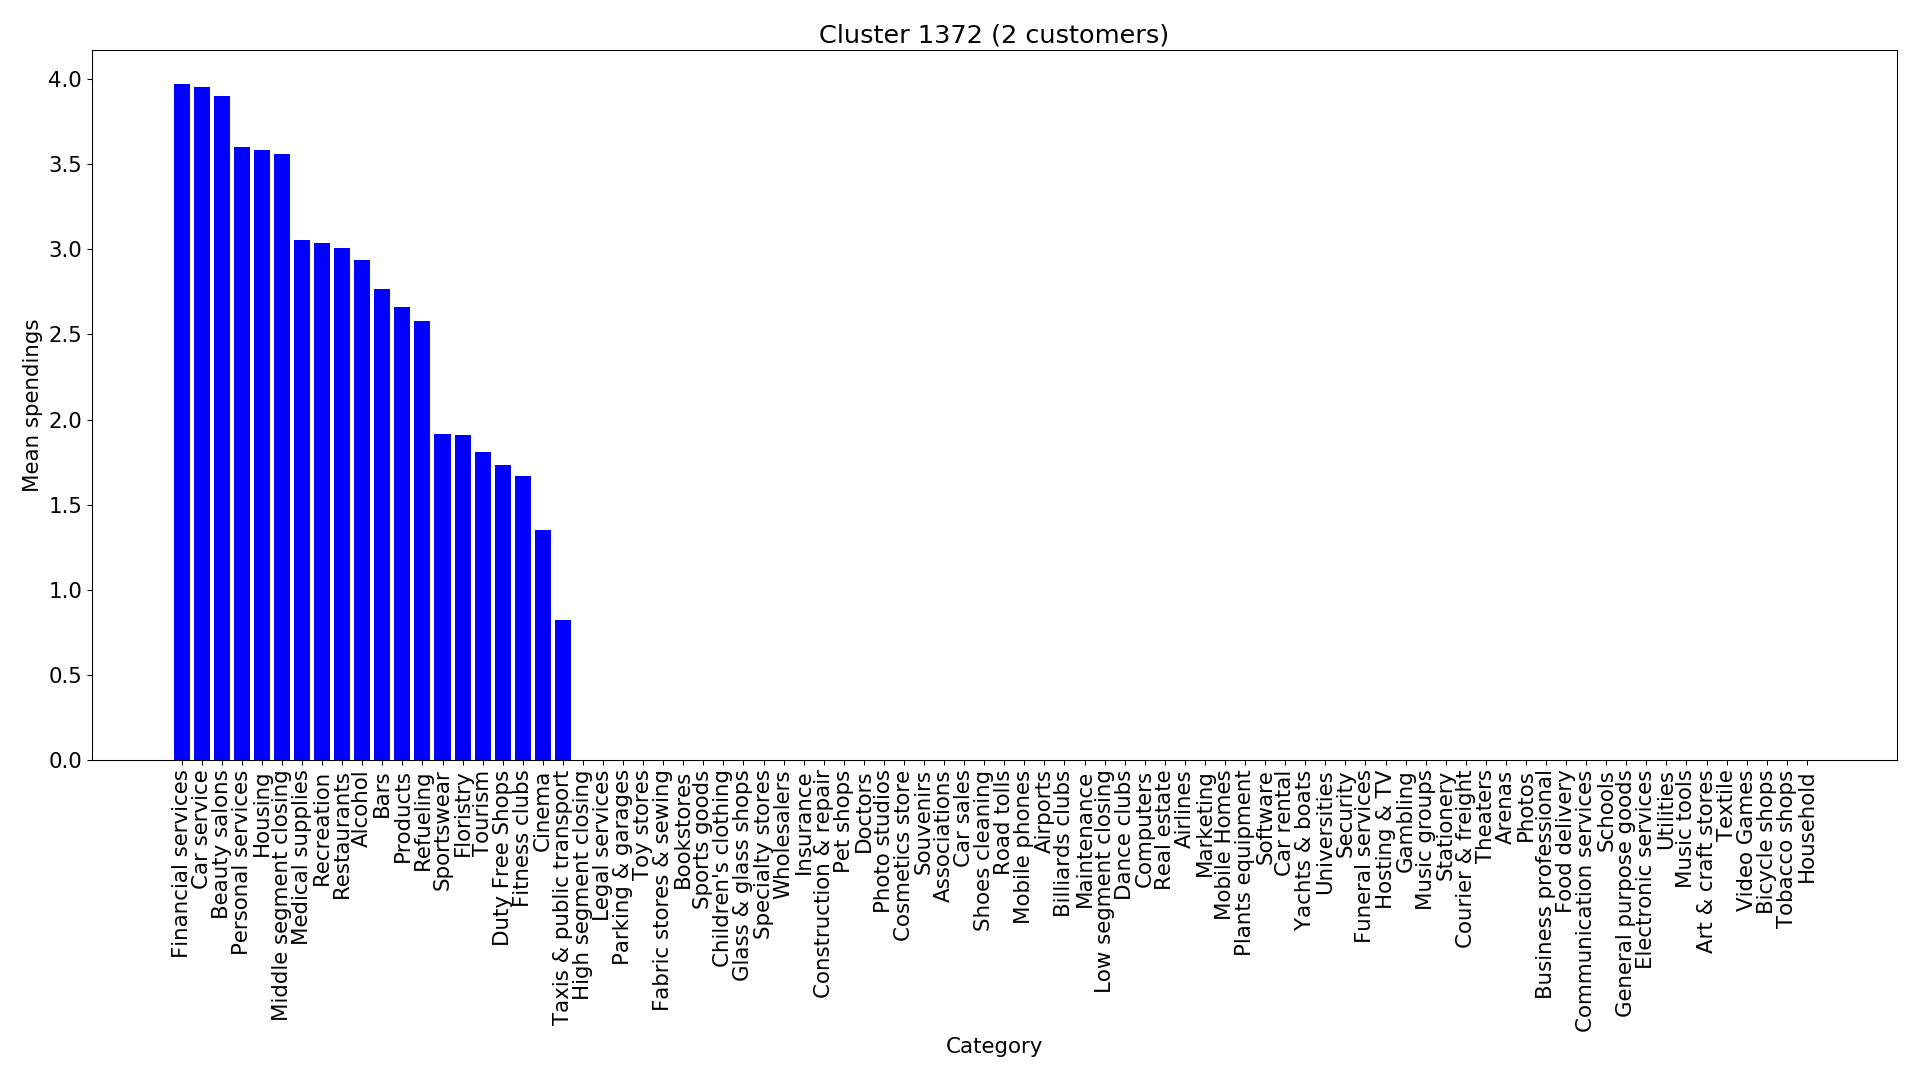 Cluster 1372 (2 customers)
Mean spendings
4.0
3.5
3.0
2.5
2.0
1.5
1.0
0.5
0.0
Financial services
Car service
Beauty salons
Personal services
Housing
Middle segment closing
Medical supplies
Recreation
Restaurants
Alcohol
Bars
Products
Refueling
Sportswear
Floristry
Tourism
Duty Free Shops
Fitness clubs
Cinema
Taxis & public transport
High segment closing
Legal services
Parking & garages
Toy stores
Fabric stores & sewing
Bookstores
Sports goods
Children's clothing
Glass & glass shops
Specialty stores
Wholesalers
Insurance
Construction & repair
Pet shops
Doctors
Photo studios
Cosmetics store
Souvenirs
Associations
Car sales
Shoes cleaning
Road tolls
Mobile phones
Airports
Billiards clubs
Maintenance
Low segment closing
Dance clubs
Computers
Real estate
Airlines
Marketing
Mobile Homes
Plants equipment
Software
Car rental
Yachts & boats
Universities
Security
Funeral services
Hosting & TV
Gambling
Music groups
Stationery
Courier & freight
Theaters
Arenas
Photos
Business professional
Food delivery
Communication services
Schools
General purpose goods
Electronic services
Utilities
Music tools
Art & craft stores
Textile
Video Games
Bicycle shops
Tobacco shops
Household
Category